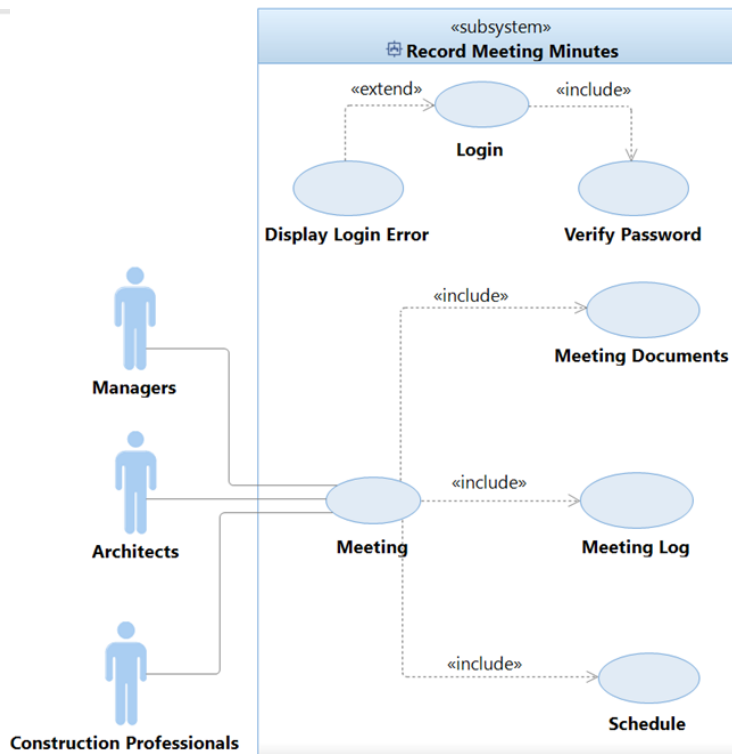 «subsystem»
Record Meeting Minutes
«extend»
«include»
Login
Display Login Error
Verify Password
«include»
Meeting Documents
Managers
«include»
Architects
Meeting
Meeting Log
«include»
Schedule
Construction Professionals